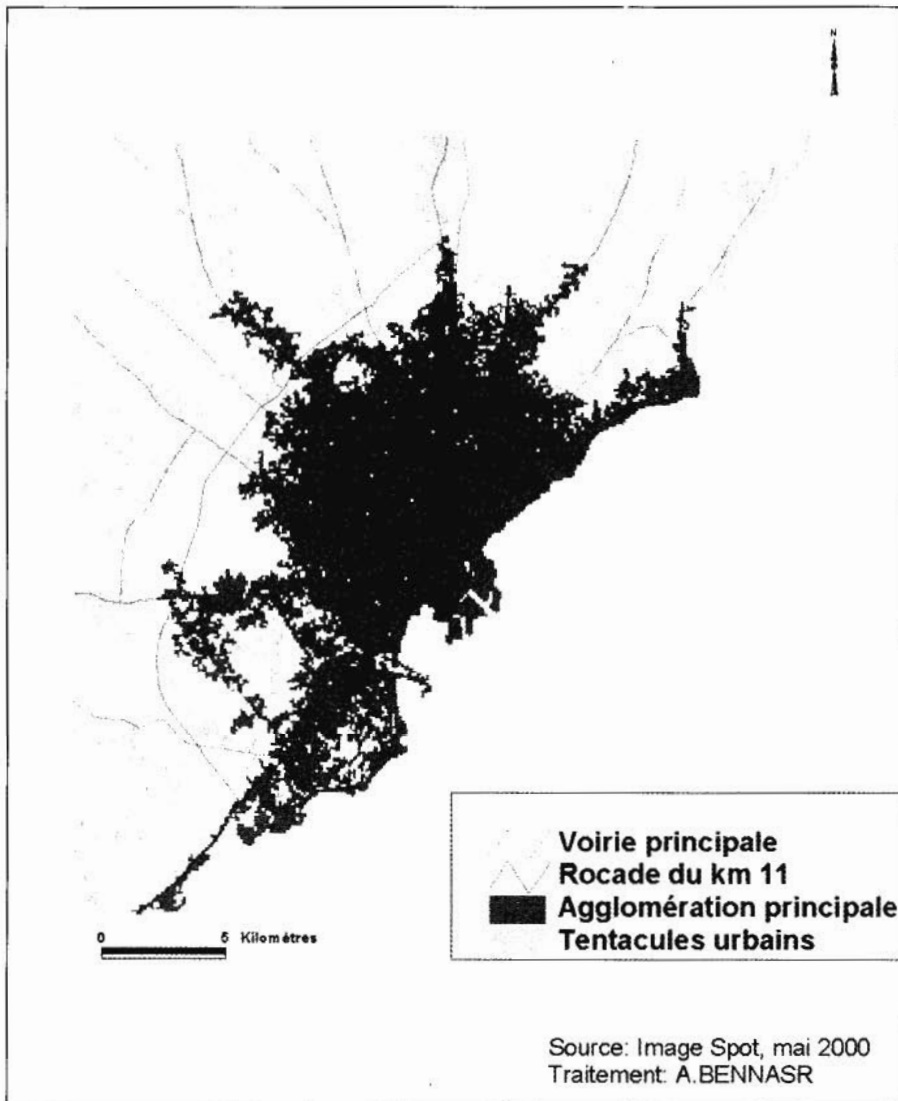 N
0 5 Kilométres
Voirie principale
Rocade du km 11
Agglomération principale
Tentacules urbains
Source: Image Spot, mai 2000
Traitement: A.BENNASR